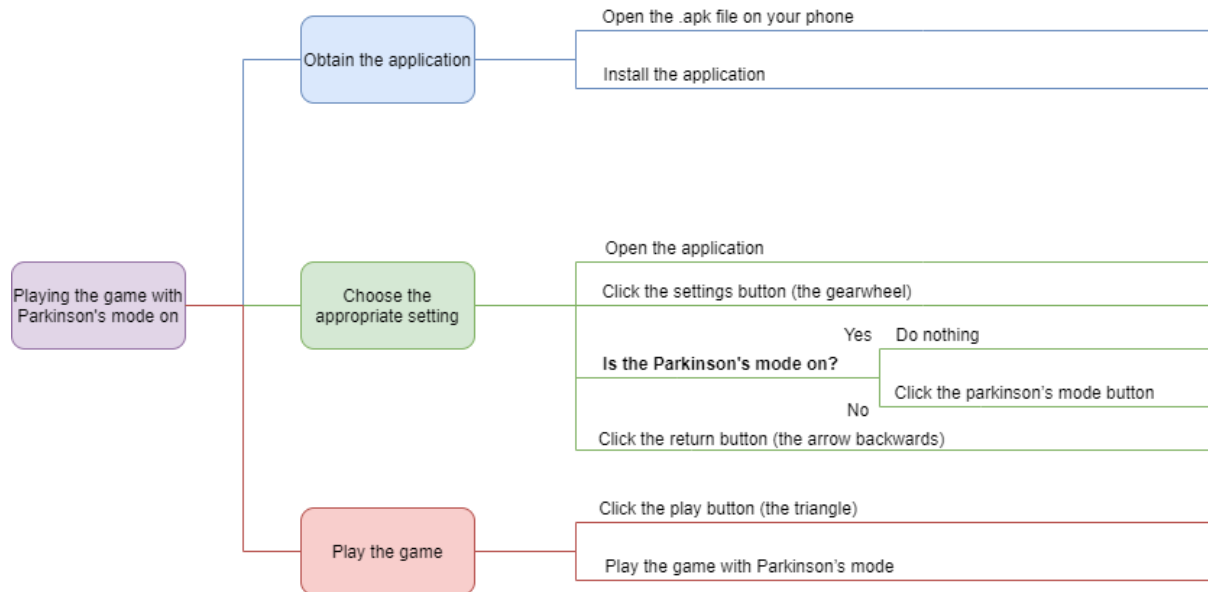 Open the .apk file on your phone
Obtain the application
Install the application
Open the application
Playing the game with
Parkinson's mode on
Choose the
appropriate setting
Click the settings button (the gearwheel)
Yes
Do nothing
Is the Parkinson's mode on?
Click the parkinson's mode button
No
Click the return button (the arrow backwards)
Click the play button (the triangle)
Play the game
Play the game with Parkinson's mode